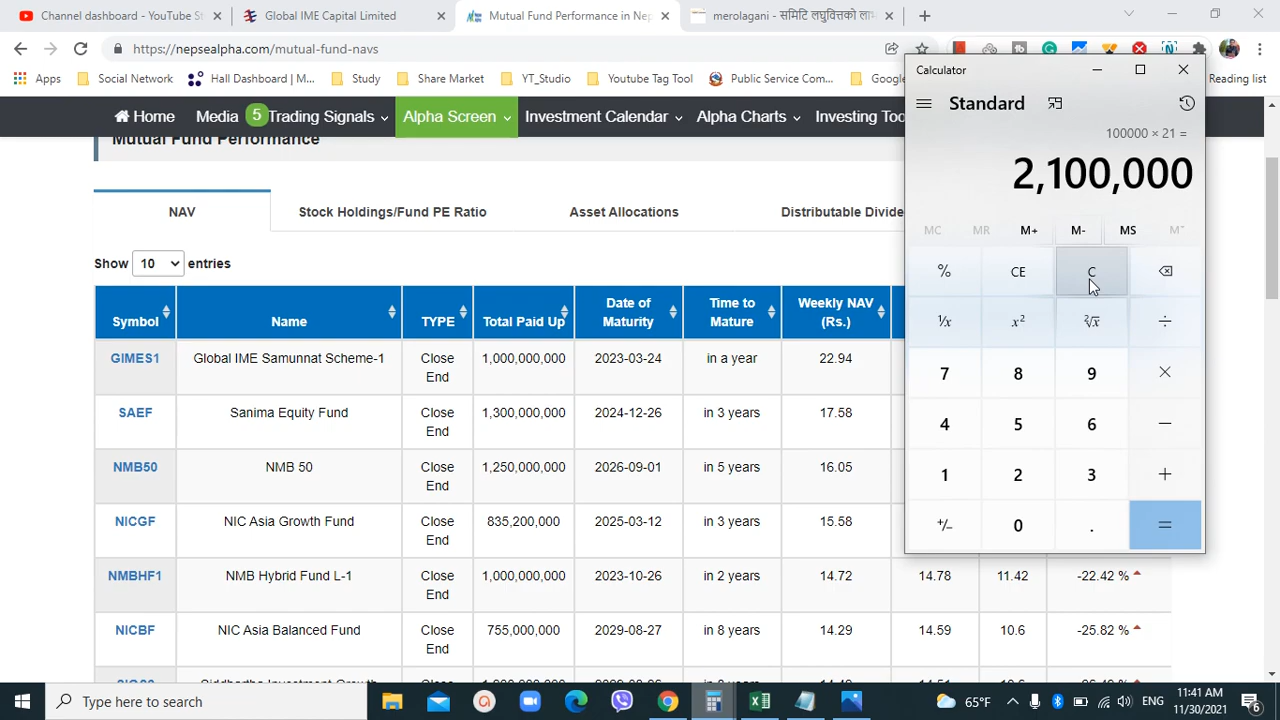 Channel dashboard - YouTube St
Global IME Capital Limited
Mutual Fund Performance in Nep
merolagani - समिति लघुवित्तको लाभ
https://nepsealpha.com/mutual-fund-navs
Apps
Social Network
Hall Dashboard | M...
Study
Share Market
YT_Studio
Youtube Tag Tool
Public Service Com...
Google
Reading list
Home
Media 5
Trading Signals
Alpha Screen
Investment Calendar
Alpha Charts
Investing Too
Mutual Fund Performance
NAV
Stock Holdings/Fund PE Ratio
Asset Allocations
Distributable Divide
Show 10 entries
Symbol Name TYPE Total Paid Up Date of Maturity Time to Mature Weekly NAV (Rs.)
GIMES1 Global IME Samunnat Scheme-1 Close End 1,000,000,000 2023-03-24 in a year 22.94
SAEF Sanima Equity Fund Close End 1,300,000,000 2024-12-26 in 3 years 17.58
NMB50 NMB 50 Close End 1,250,000,000 2026-09-01 in 5 years 16.05
NICGF NIC Asia Growth Fund Close End 835,200,000 2025-03-12 in 3 years 15.58
NMBHF1 NMB Hybrid Fund L-1 Close End 1,000,000,000 2023-10-26 in 2 years 14.72 14.78 11.42 -22.42 %
NICBF NIC Asia Balanced Fund Close End 755,000,000 2029-08-27 in 8 years 14.29 14.59 10.6 -25.82 %
Calculator
Standard
100000 × 21 =
2,100,000
MC MR M+ M- MS M˅
% CE C
¹/x x² ²√x ÷
7 8 9 ×
4 5 6 −
1 2 3 +
+/− 0 . =
Type here to search
65°F
ENG
11:41 AM
11/30/2021
6